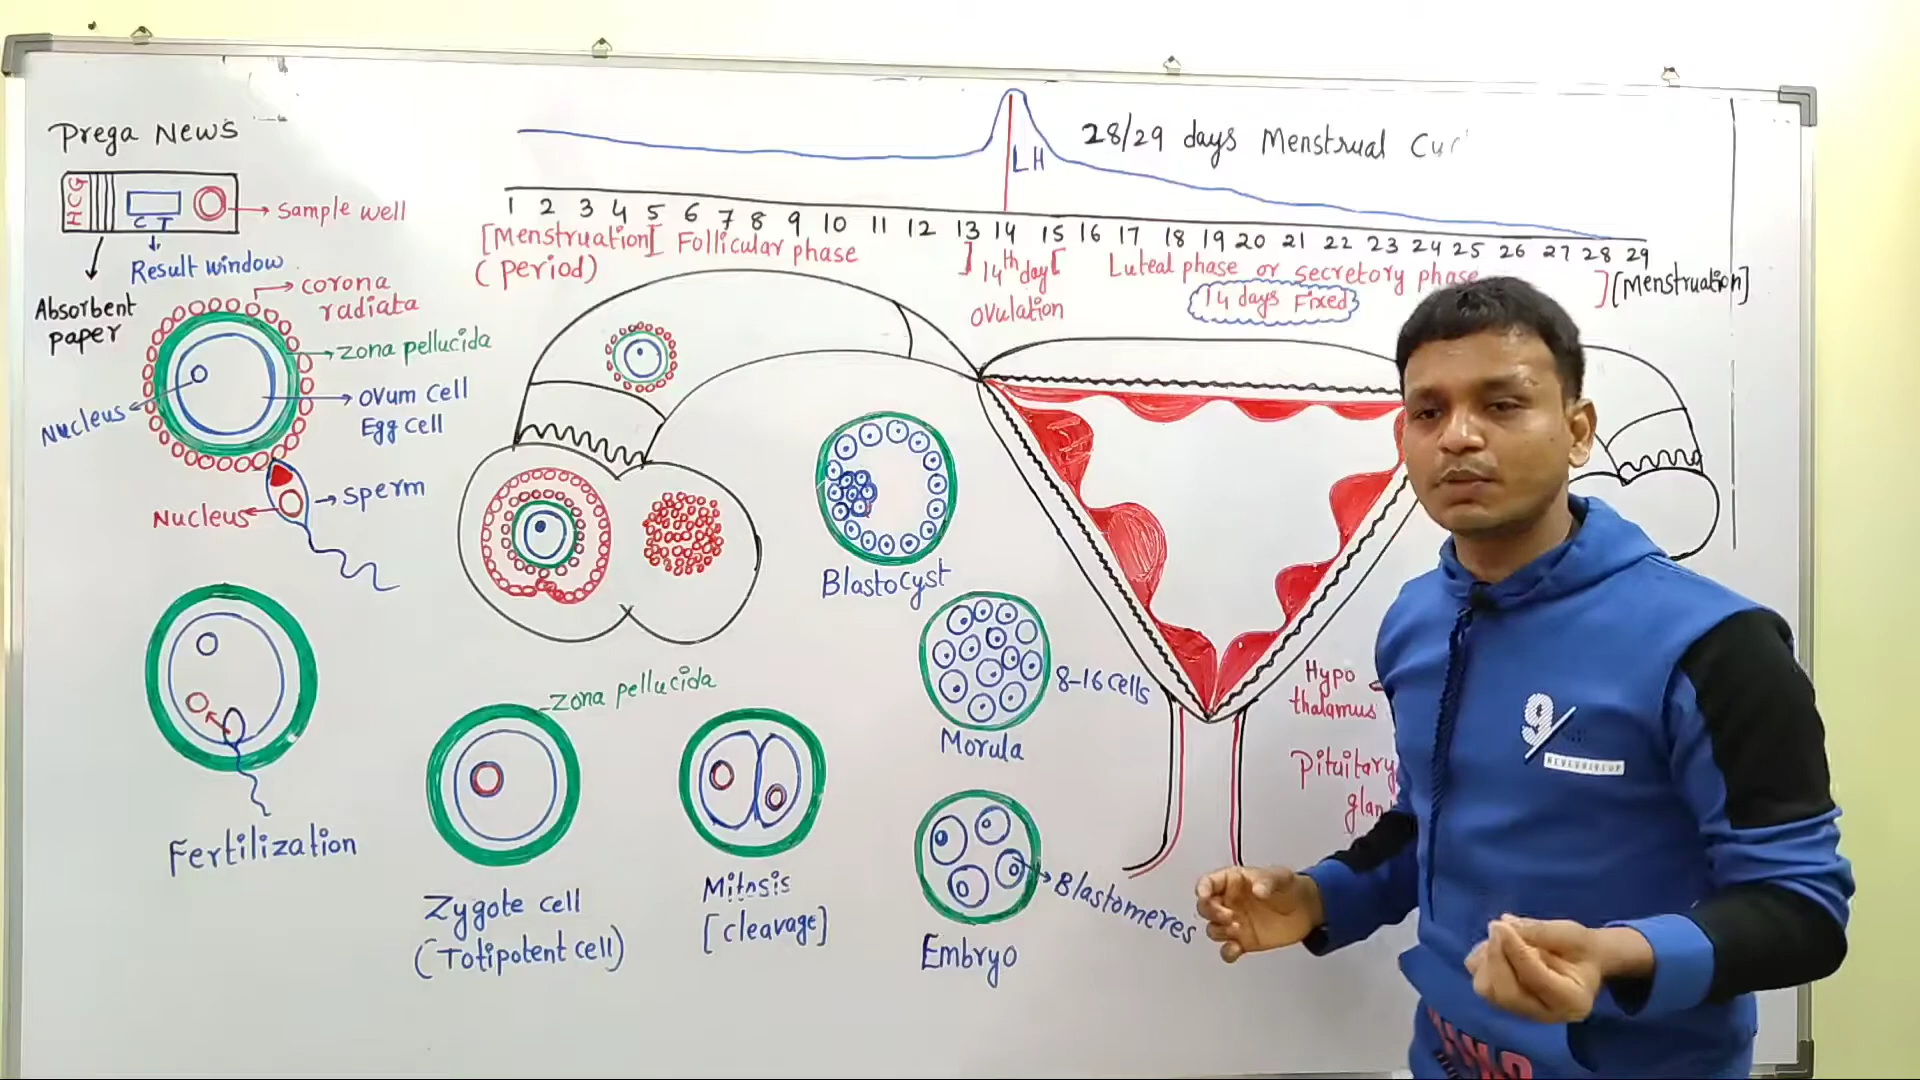 Prega News
HCG
C T
Sample well
Result window
Absorbent
paper
corona
radiata
Zona pellucida
Nucleus
Ovum cell
Egg cell
Sperm
Nucleus
Fertilization
LH
28/29 days Menstrual
1 2 3 4 5 6 7 8 9 10 11 12 13 14 15 16 17 18 19 20 21 22 23 24 25 26 27 28 29
[Menstruation]
(Period)
[ Follicular phase ]
14th day
ovulation
[ Luteal phase or secretory phase ]
14 days Fixed
[Menstruation]
Blastocyst
8-16 cells
Morula
Zona pellucida
Zygote cell
(Totipotent cell)
Mitosis
[cleavage]
Blastomeres
Embryo
Hypo
thalamus
Pituitary
9